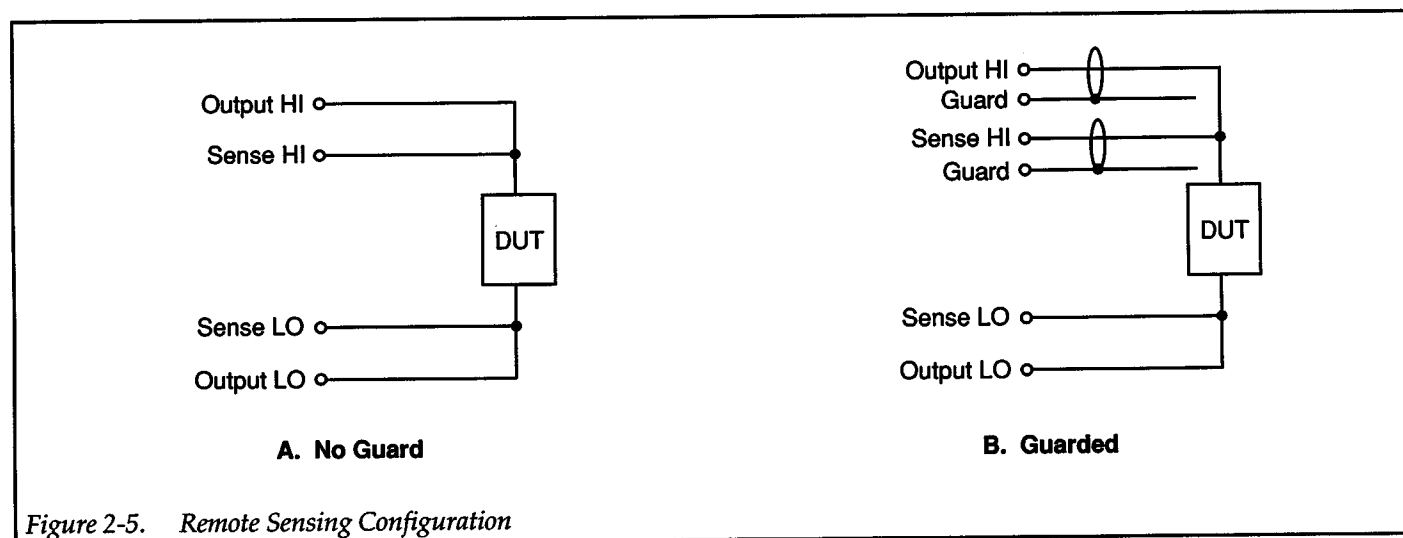 Output HI
Sense HI
DUT
Sense LO
Output LO
A. No Guard
Output HI
Guard
Sense HI
Guard
DUT
Sense LO
Output LO
B. Guarded
Figure 2-5. Remote Sensing Configuration